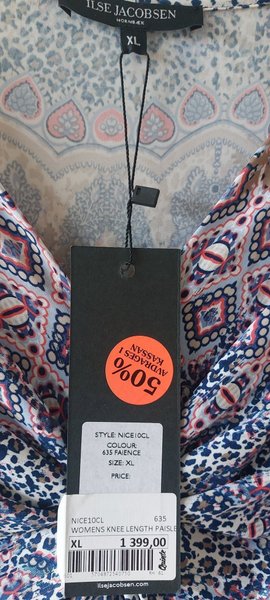 ILSE JACOBSEN
HORNBÆK
XL
50%
AVDRAGES I
KASSAN
STYLE: NICE10CL
COLOUR:
635 FAIENCE
SIZE: XL
PRICE:
NICE10CL 635
WOMENS KNEE LENGTH PAISLE
XL 1 399,00
ilsejacobsen.com